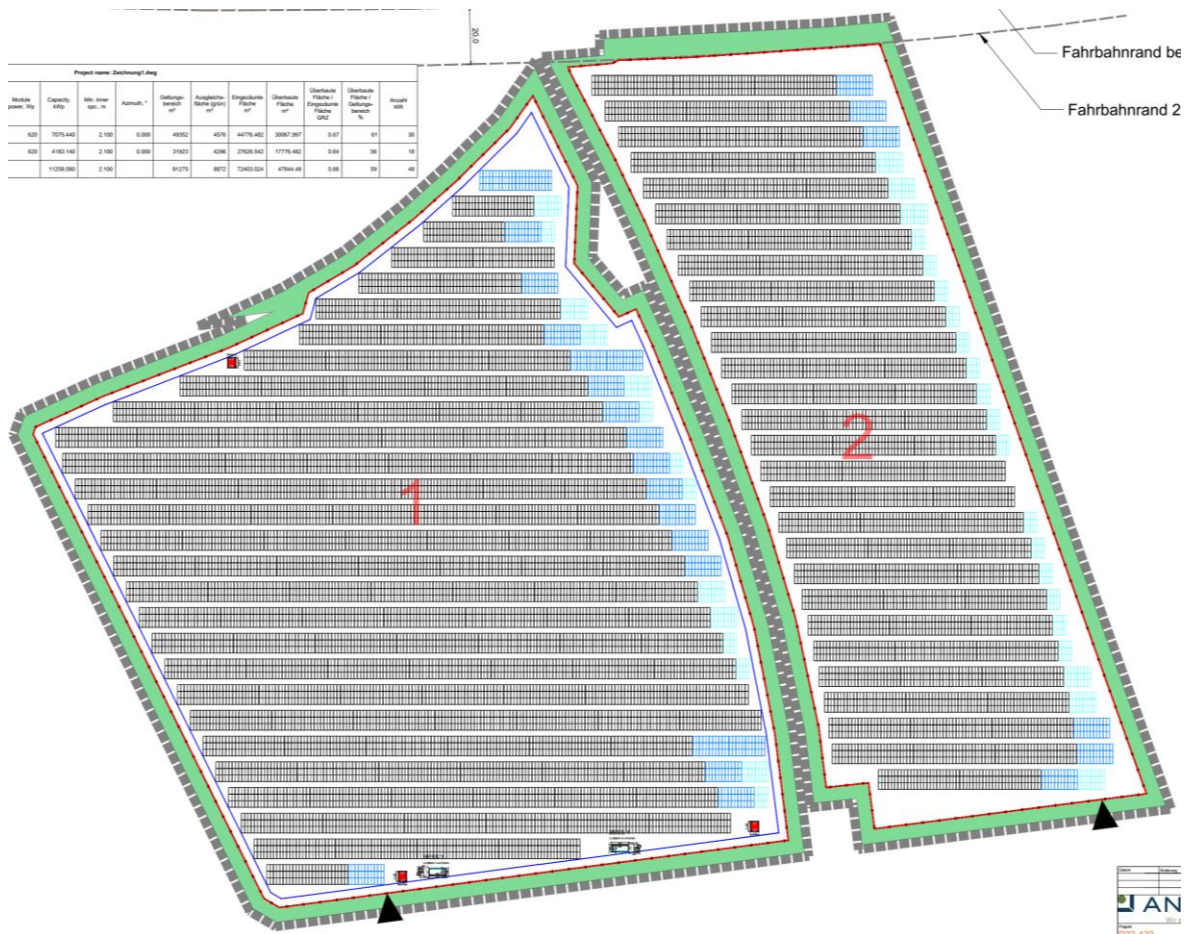 20.0
Fahrbahnrand be
Fahrbahnrand 2
Project name: Zeichnung1.dwg
Module power, Wp
Capacity, kWp
Min. inner spc., m
Azimuth, °
Geltungs- bereich m²
Ausgleichs- fläche (grün) m²
Eingezäunte Fläche m²
Überbaute Fläche m²
Überbaute Fläche / Eingezäunte Fläche GRZ
Überbaute Fläche / Geltungs- bereich %
Anzahl
620 7075.440 2.100 0.000 49352 4576 44776.482 30067.997 0.67 61 30
620 4183.140 2.100 0.000 31923 4296 27626.542 17776.482 0.64 56 18
11258.580 2.100 81275 8872 72403.024 47844.48 0.66 59 48
1
2
Datum
AN